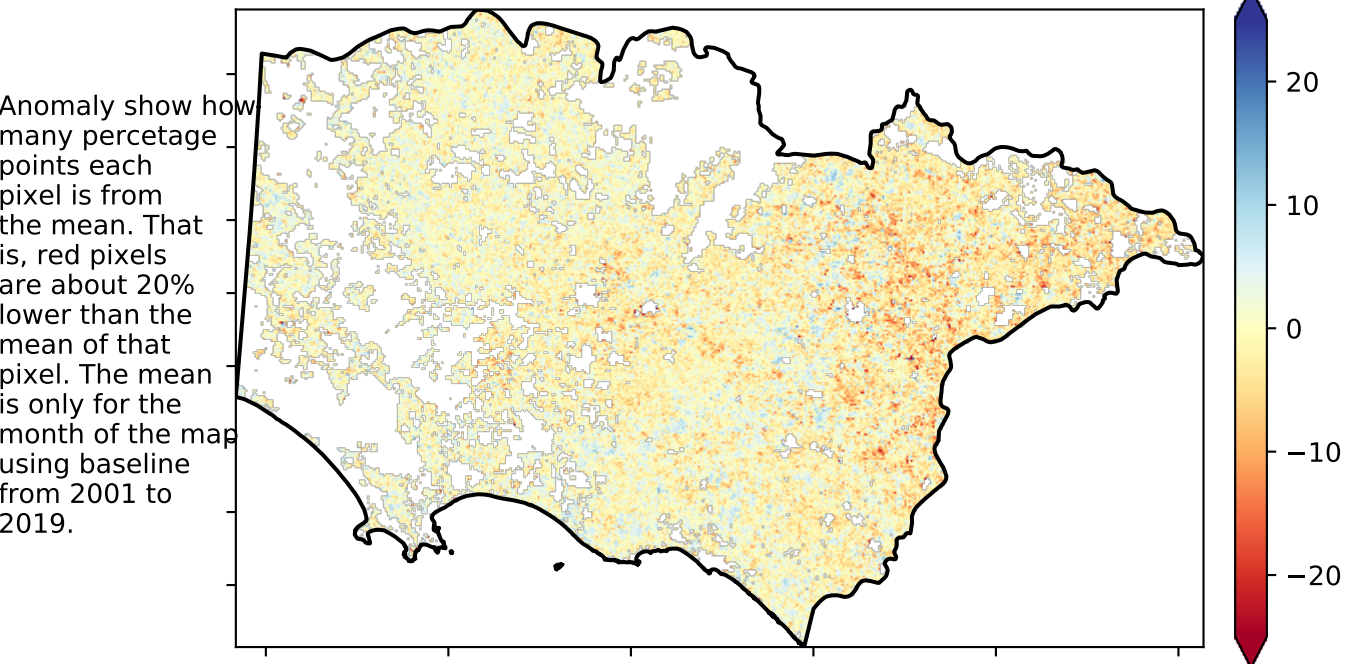 Anomaly show how
many percetage
points each
pixel is from
the mean. That
is, red pixels
are about 20%
lower than the
mean of that
pixel. The mean
is only for the
month of the map
using baseline
from 2001 to
2019.
20
10
0
−10
−20